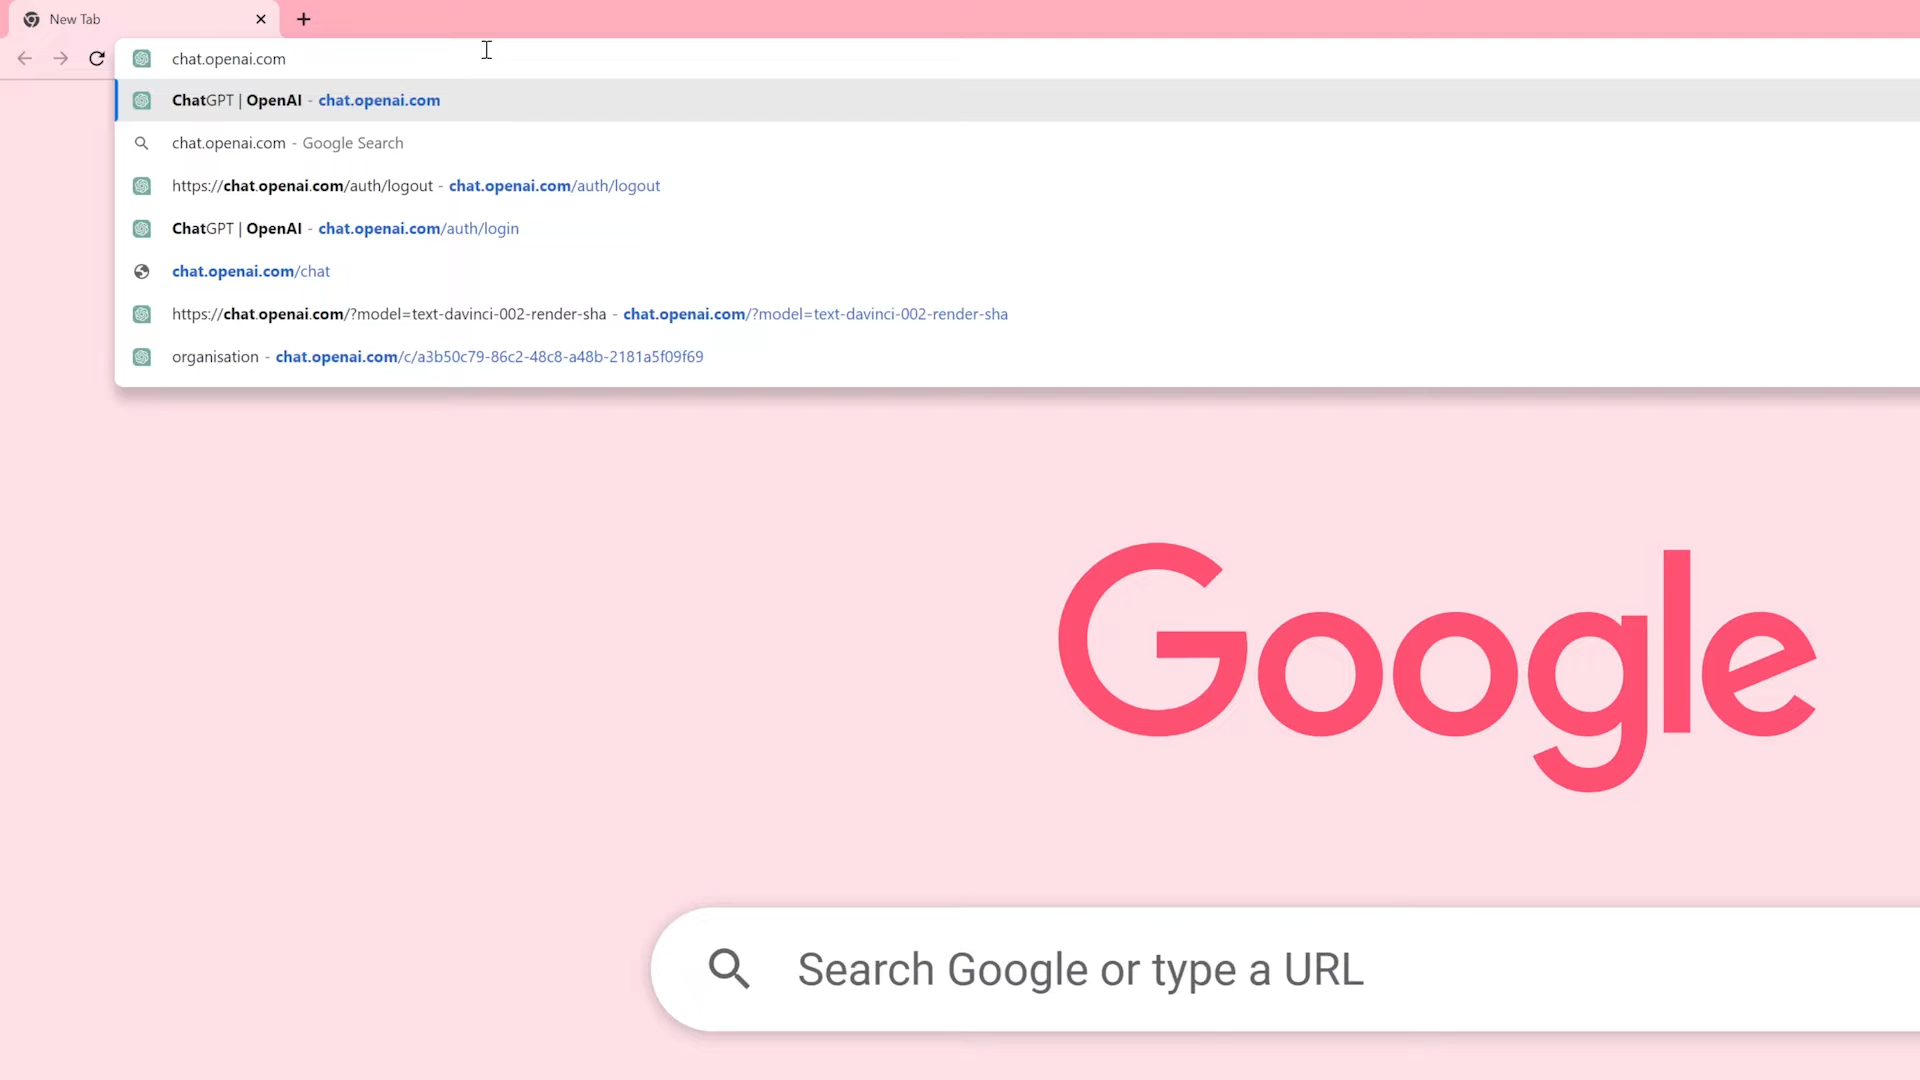 New Tab
chat.openai.com
ChatGPT | OpenAI - chat.openai.com
chat.openai.com - Google Search
https://chat.openai.com/auth/logout - chat.openai.com/auth/logout
ChatGPT | OpenAI - chat.openai.com/auth/login
chat.openai.com/chat
https://chat.openai.com/?model=text-davinci-002-render-sha - chat.openai.com/?model=text-davinci-002-render-sha
organisation - chat.openai.com/c/a3b50c79-86c2-48c8-a48b-2181a5f09f69
Google
Search Google or type a URL